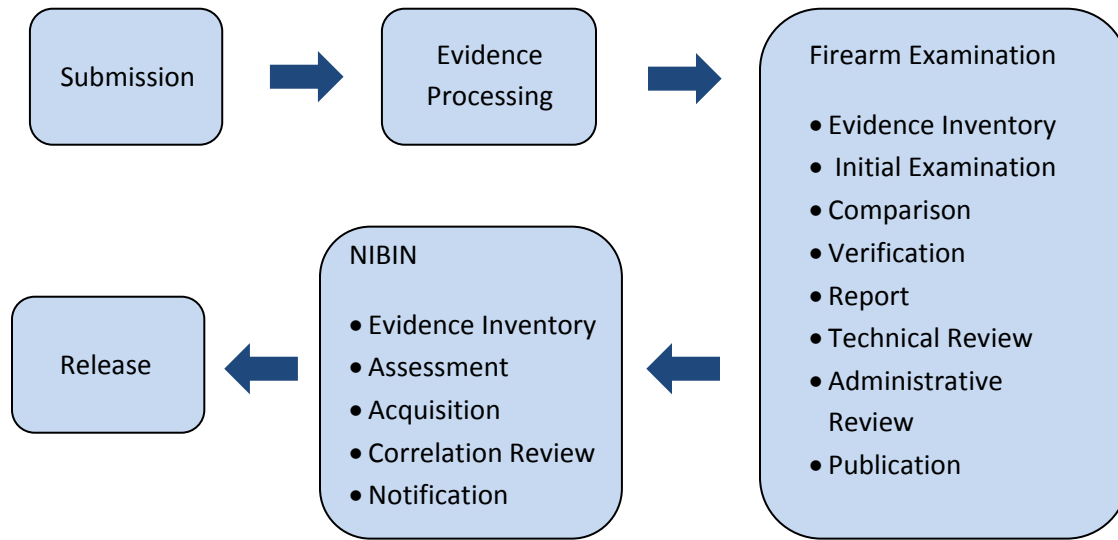 Submission
Evidence
Processing
Firearm Examination
• Evidence Inventory
• Initial Examination
• Comparison
• Verification
• Report
• Technical Review
• Administrative
Review
• Publication
NIBIN
• Evidence Inventory
• Assessment
• Acquisition
• Correlation Review
• Notification
Release